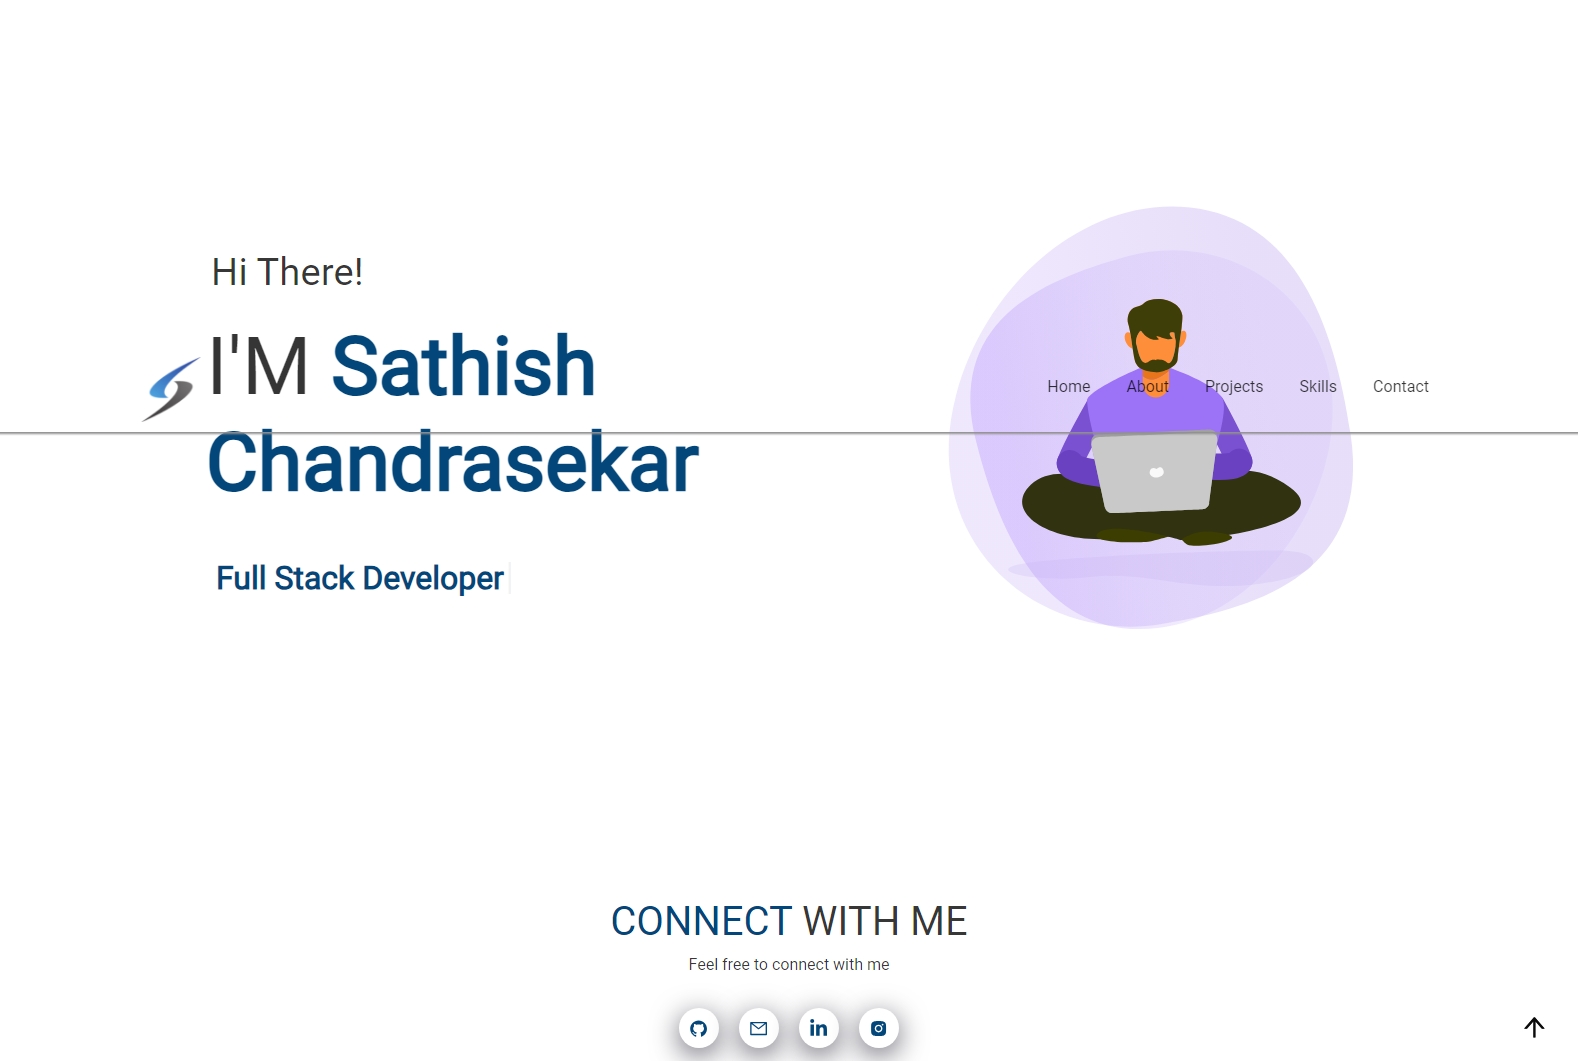 Hi There!
I'M Sathish
Chandrasekar
Home About Projects Skills Contact
Full Stack Developer
CONNECT WITH ME
Feel free to connect with me
in